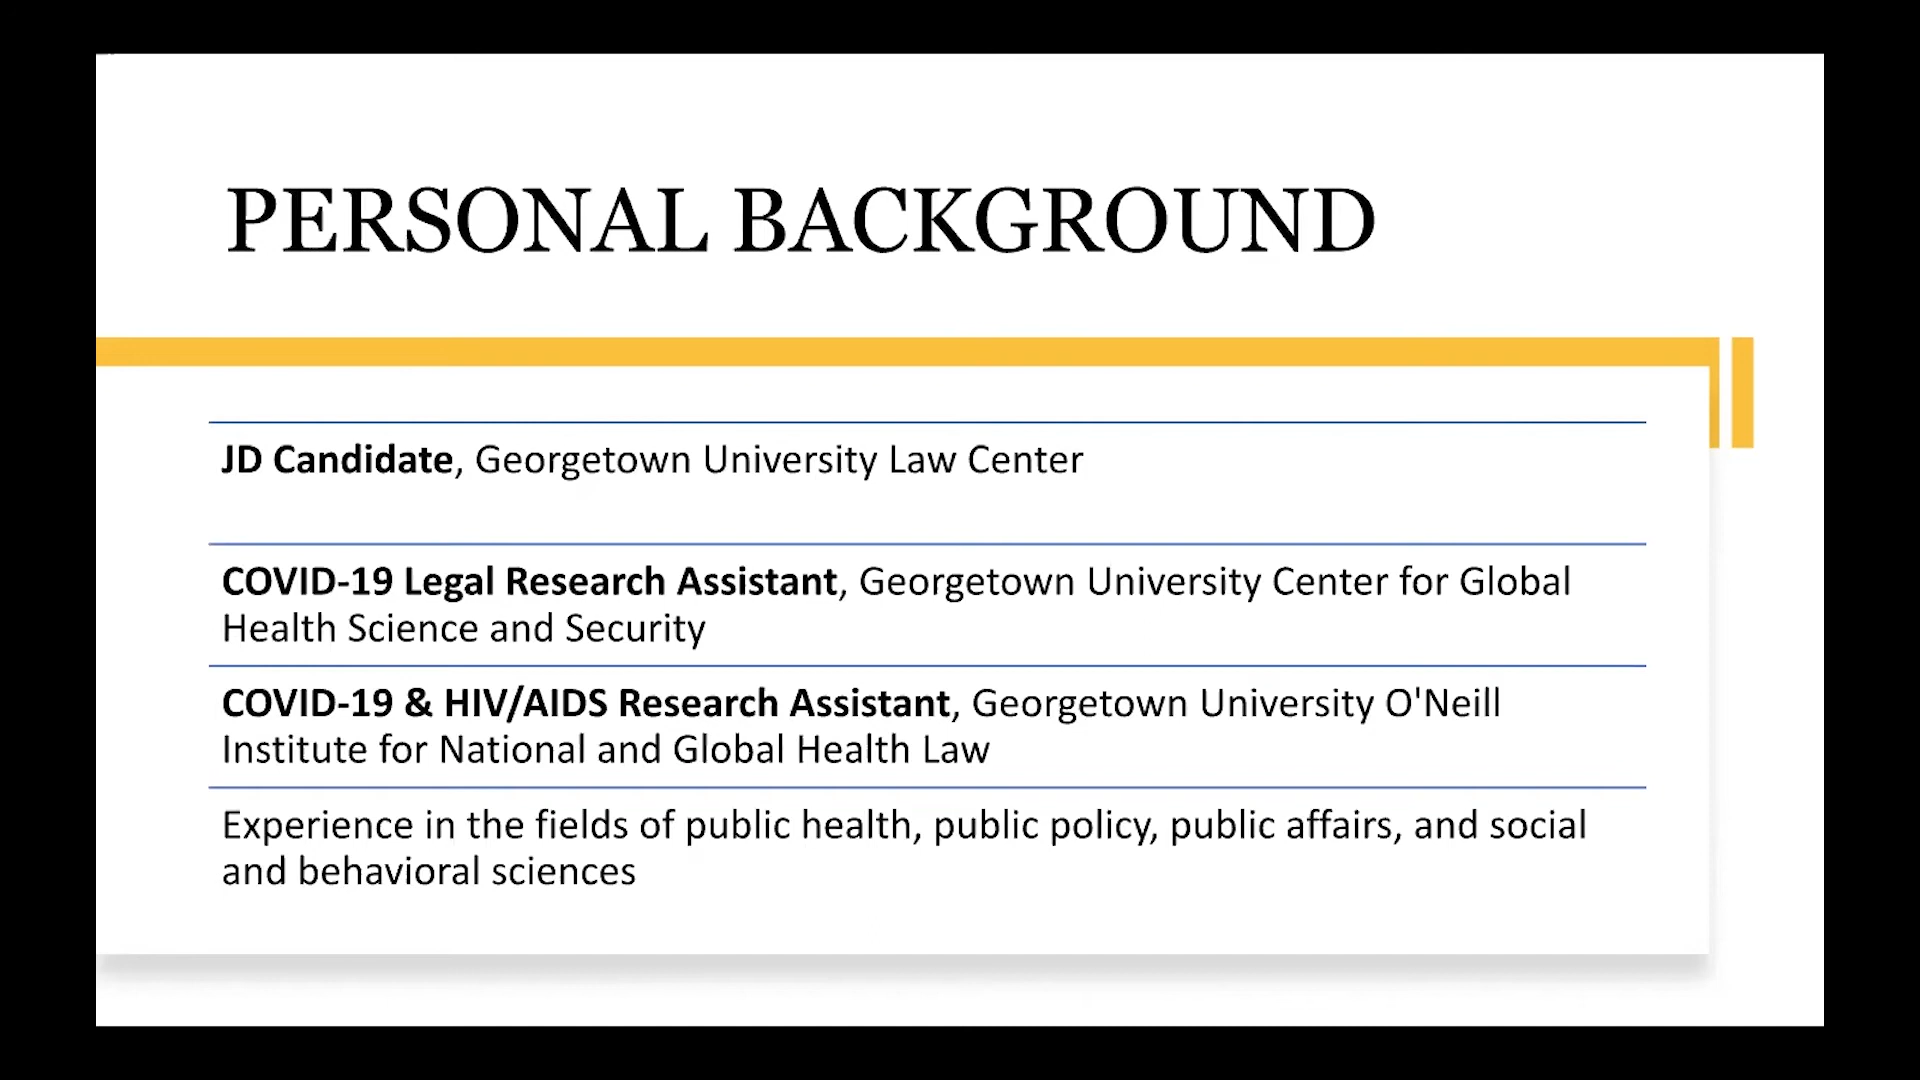 PERSONAL BACKGROUND
JD Candidate, Georgetown University Law Center
COVID-19 Legal Research Assistant, Georgetown University Center for Global
Health Science and Security
COVID-19 & HIV/AIDS Research Assistant, Georgetown University O'Neill
Institute for National and Global Health Law
Experience in the fields of public health, public policy, public affairs, and social
and behavioral sciences